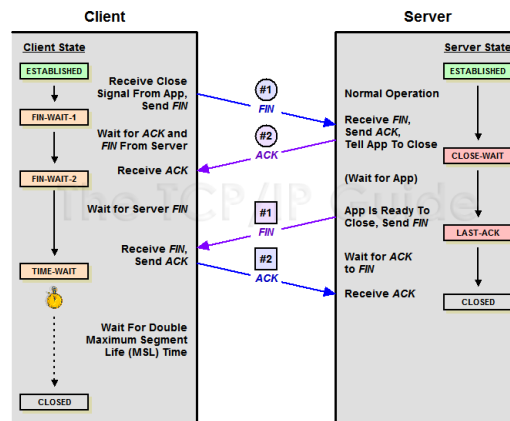 Client
Server
Client State
Server State
ESTABLISHED
Receive Close
Signal From App,
Send FIN
#1
FIN
Normal Operation
ESTABLISHED
FIN-WAIT-1
Wait for ACK and
FIN From Server
#2
ACK
Receive FIN,
Send ACK,
Tell App To Close
CLOSE-WAIT
FIN-WAIT-2
Receive ACK
(Wait for App)
The TCP/IP Guide
Wait for Server FIN
#1
FIN
App Is Ready To
Close, Send FIN
LAST-ACK
TIME-WAIT
Receive FIN,
Send ACK
#2
ACK
Wait for ACK
to FIN
Receive ACK
CLOSED
Wait For Double
Maximum Segment
Life (MSL) Time
CLOSED